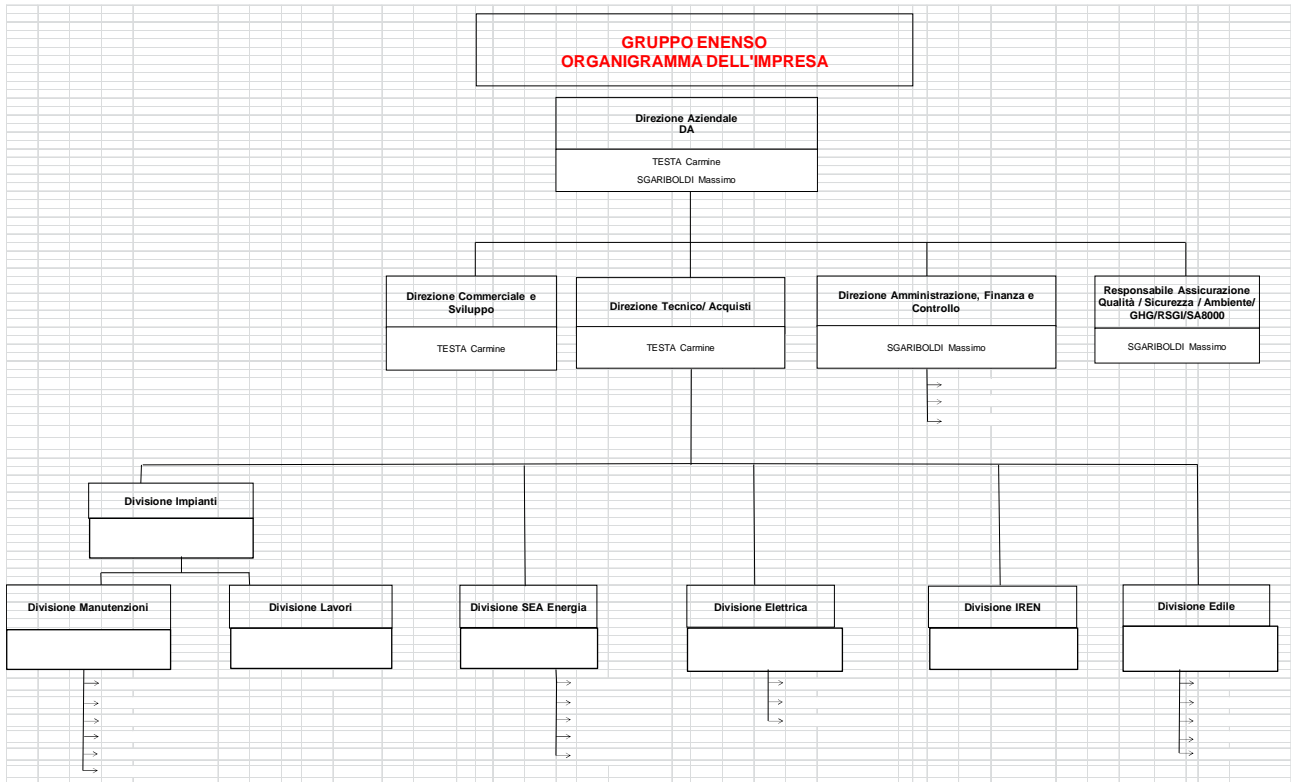 GRUPPO ENENSO
ORGANIGRAMMA DELL'IMPRESA
Direzione Aziendale
DA
TESTA Carmine
SGARIBOLDI Massimo
Direzione Commerciale e
Sviluppo
TESTA Carmine
Direzione Tecnico/ Acquisti
TESTA Carmine
Direzione Amministrazione, Finanza e
Controllo
SGARIBOLDI Massimo
Responsabile Assicurazione
Qualità / Sicurezza / Ambiente/
GHG/RSGI/SA8000
SGARIBOLDI Massimo
Divisione Impianti
Divisione Manutenzioni
Divisione Lavori
Divisione SEA Energia
Divisione Elettrica
Divisione IREN
Divisione Edile